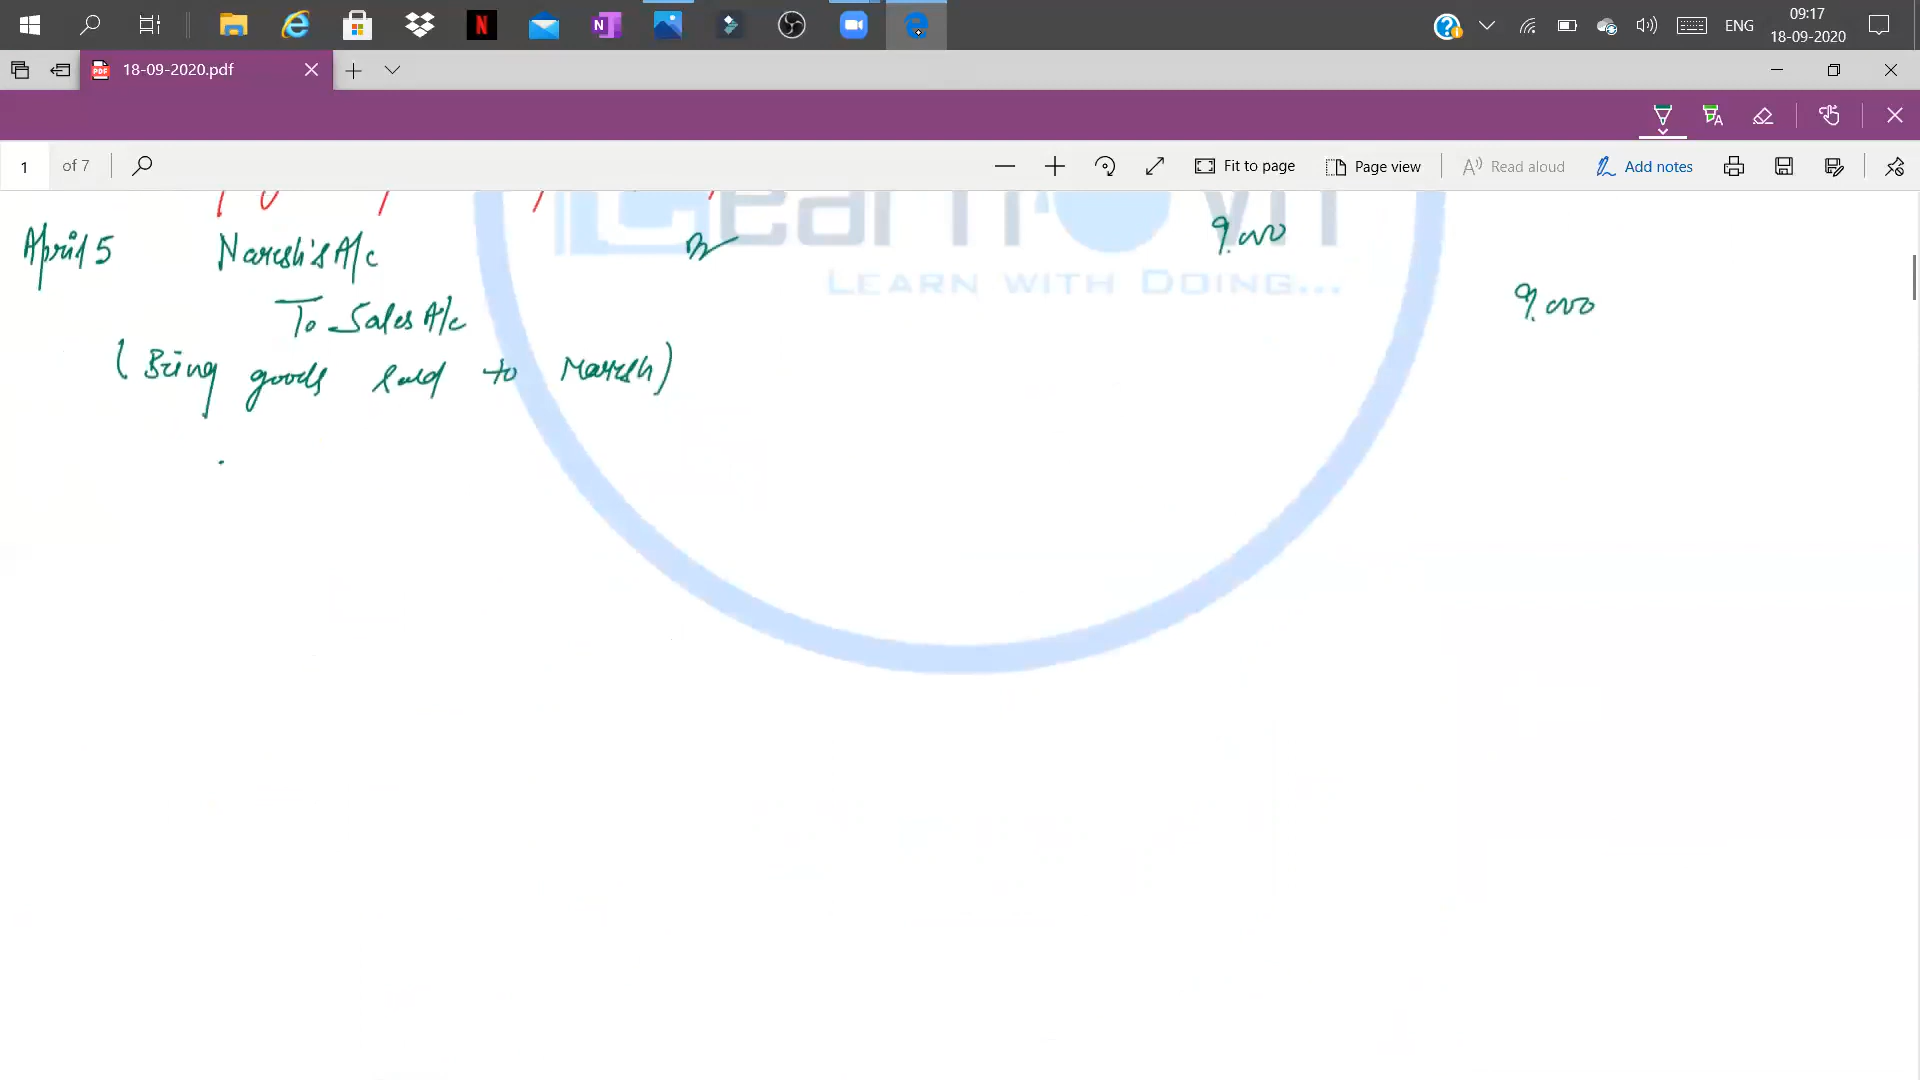 09:17
ENG
18-09-2020
18-09-2020.pdf
1 of 7
Fit to page
Page view
Read aloud
Add notes
LearnoVit
LEARN WITH DOING...
April 5 Naresh's A/c Dr 9,000
To Sales A/c 9,000
(Being goods sold to Naresh)